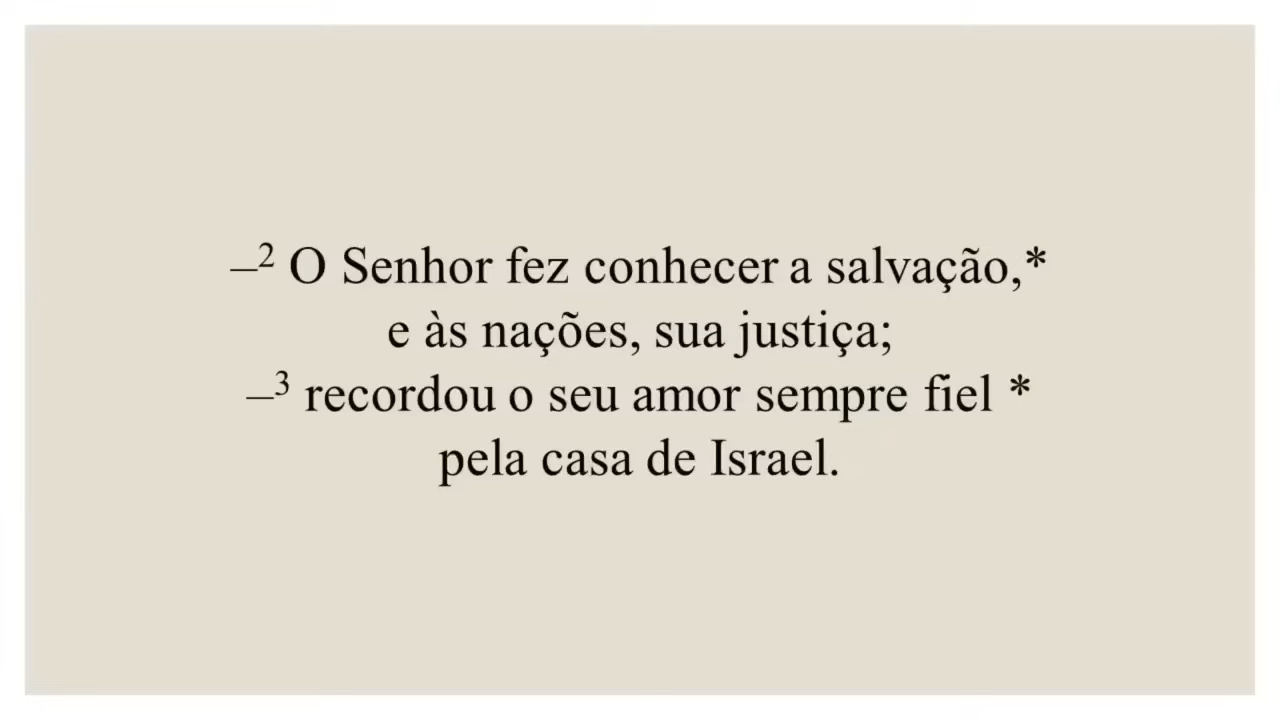 –² O Senhor fez conhecer a salvação,*
e às nações, sua justiça;
–³ recordou o seu amor sempre fiel *
pela casa de Israel.